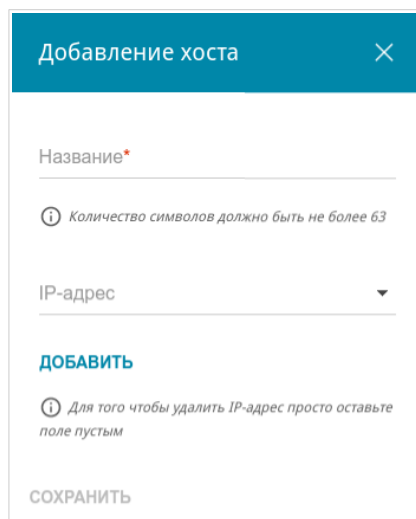 Добавление хоста
Название*
Количество символов должно быть не более 63
IP-адрес
ДОБАВИТЬ
Для того чтобы удалить IP-адрес просто оставьте
поле пустым
СОХРАНИТЬ